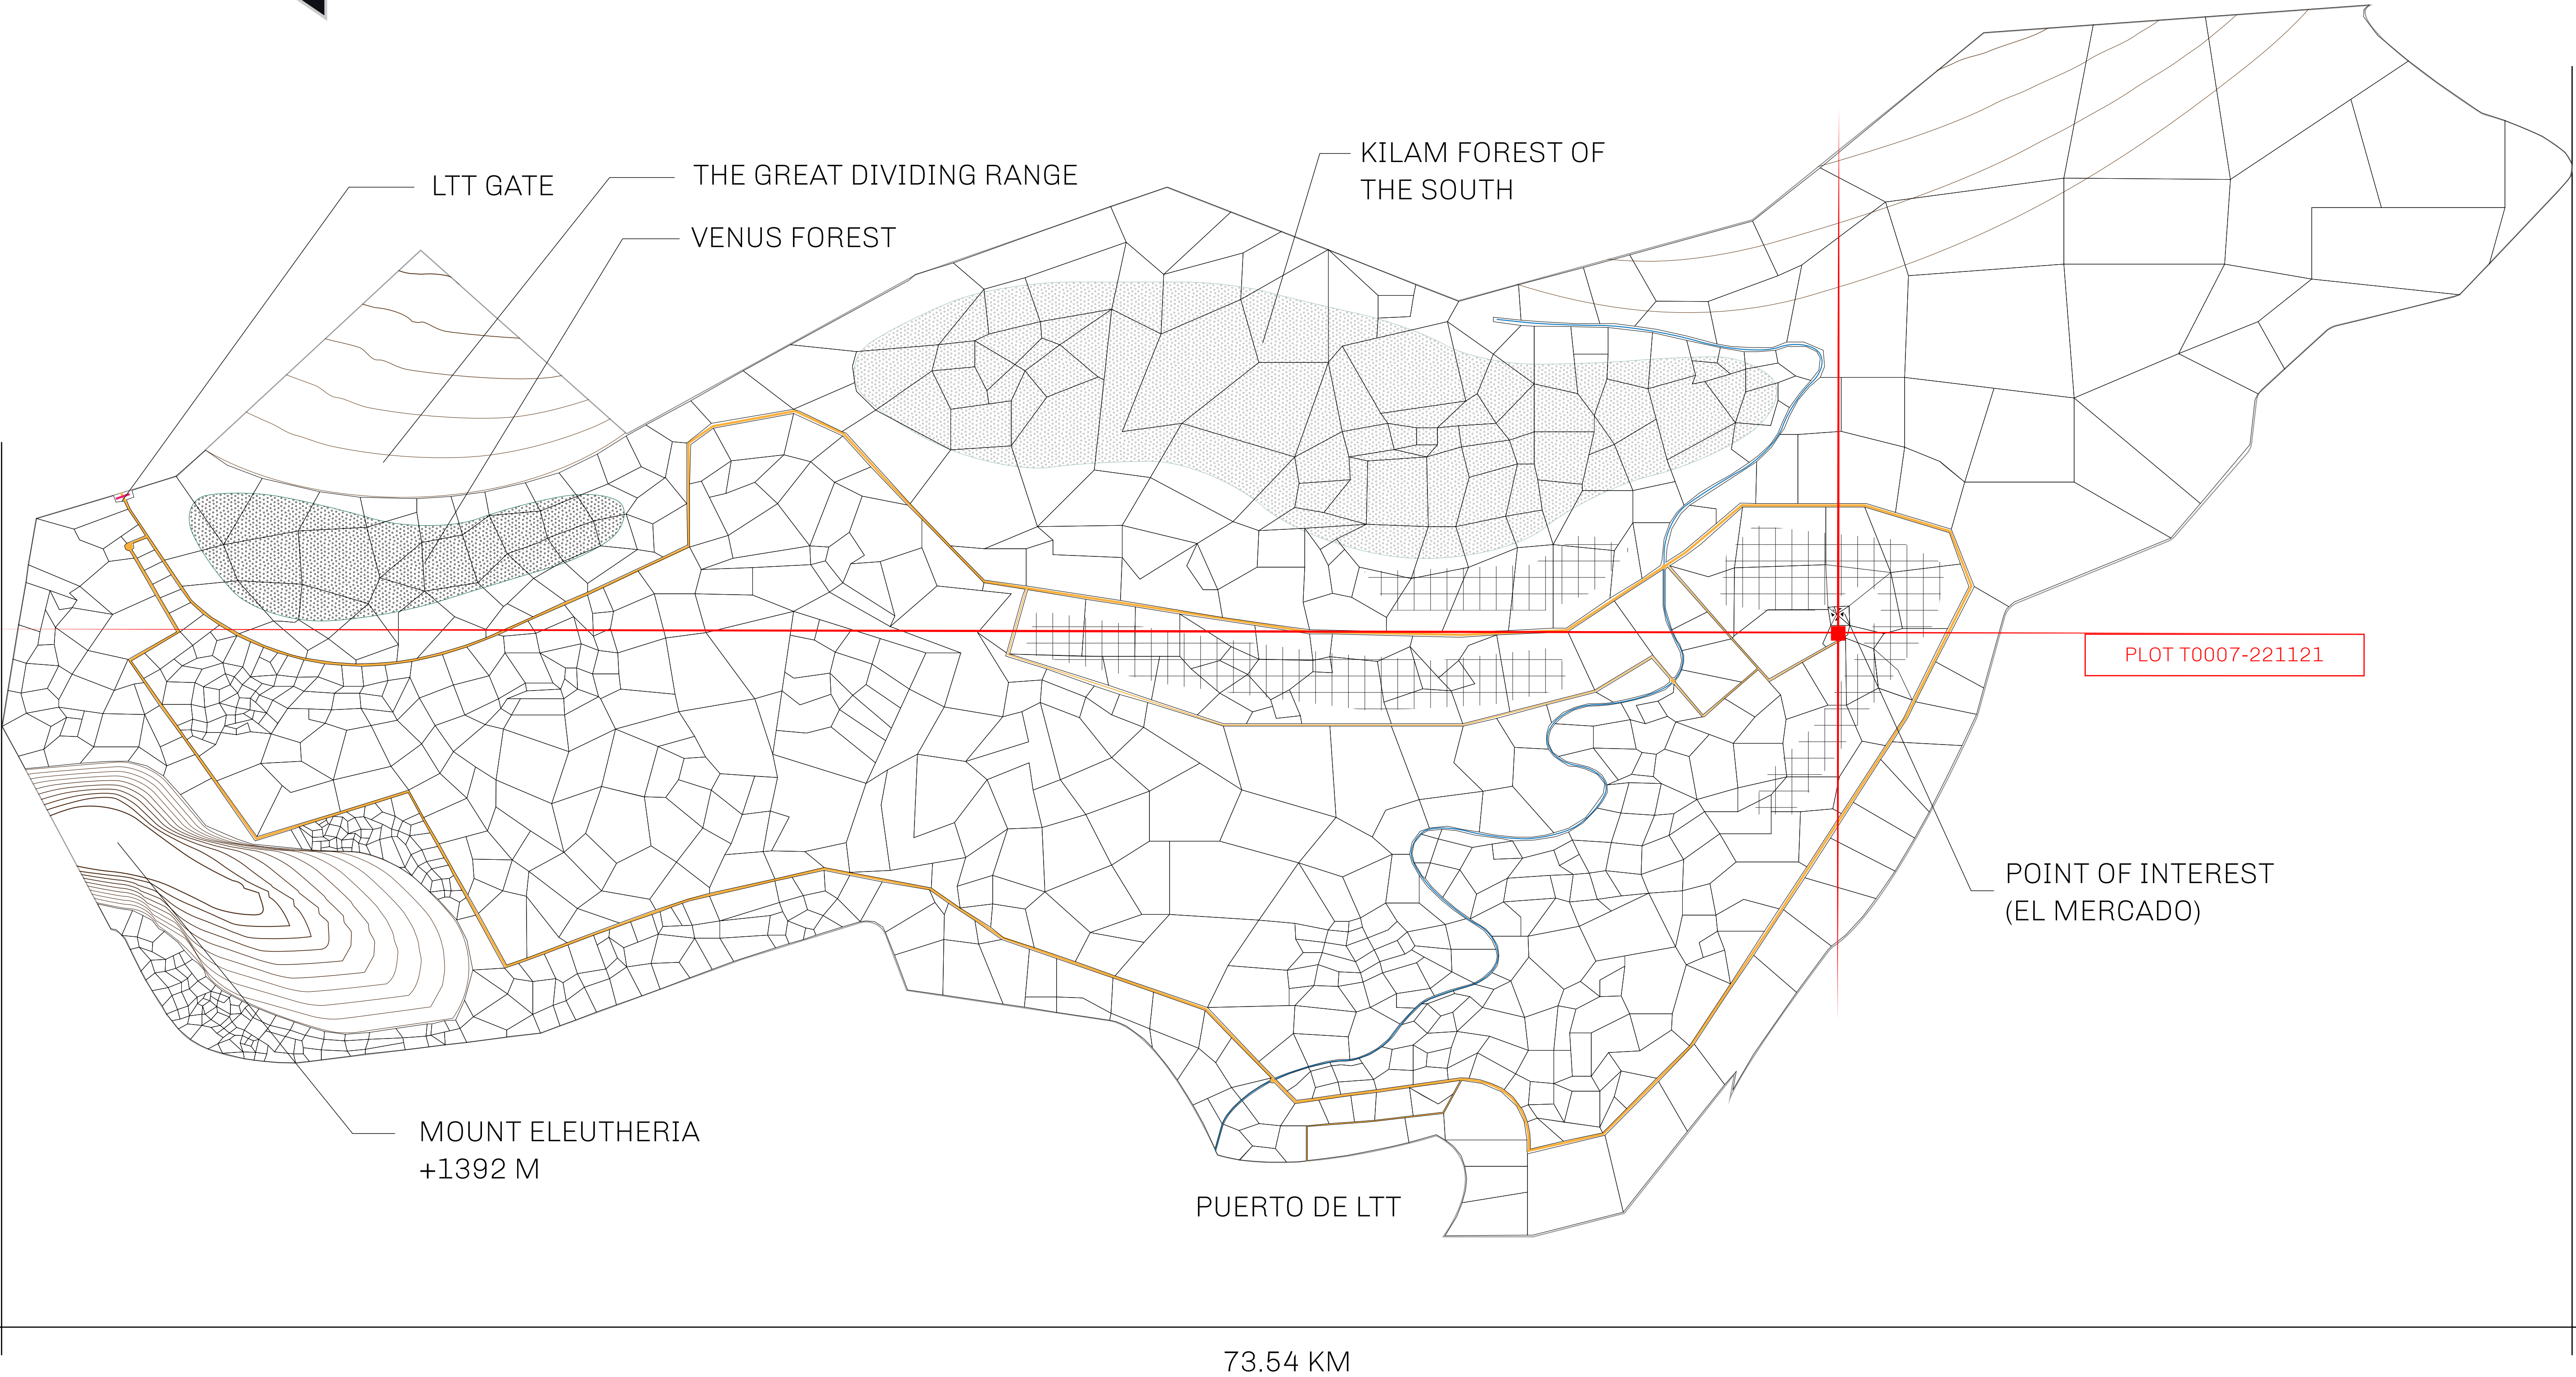 KILAM FOREST OF
THE SOUTH
THE GREAT DIVIDING RANGE
LTT GATE
VENUS FOREST
PLOT T0007-221121
POINT OF INTEREST
(EL MERCADO)
MOUNT ELEUTHERIA
+1392 M
PUERTO DE LTT
73.54 KM